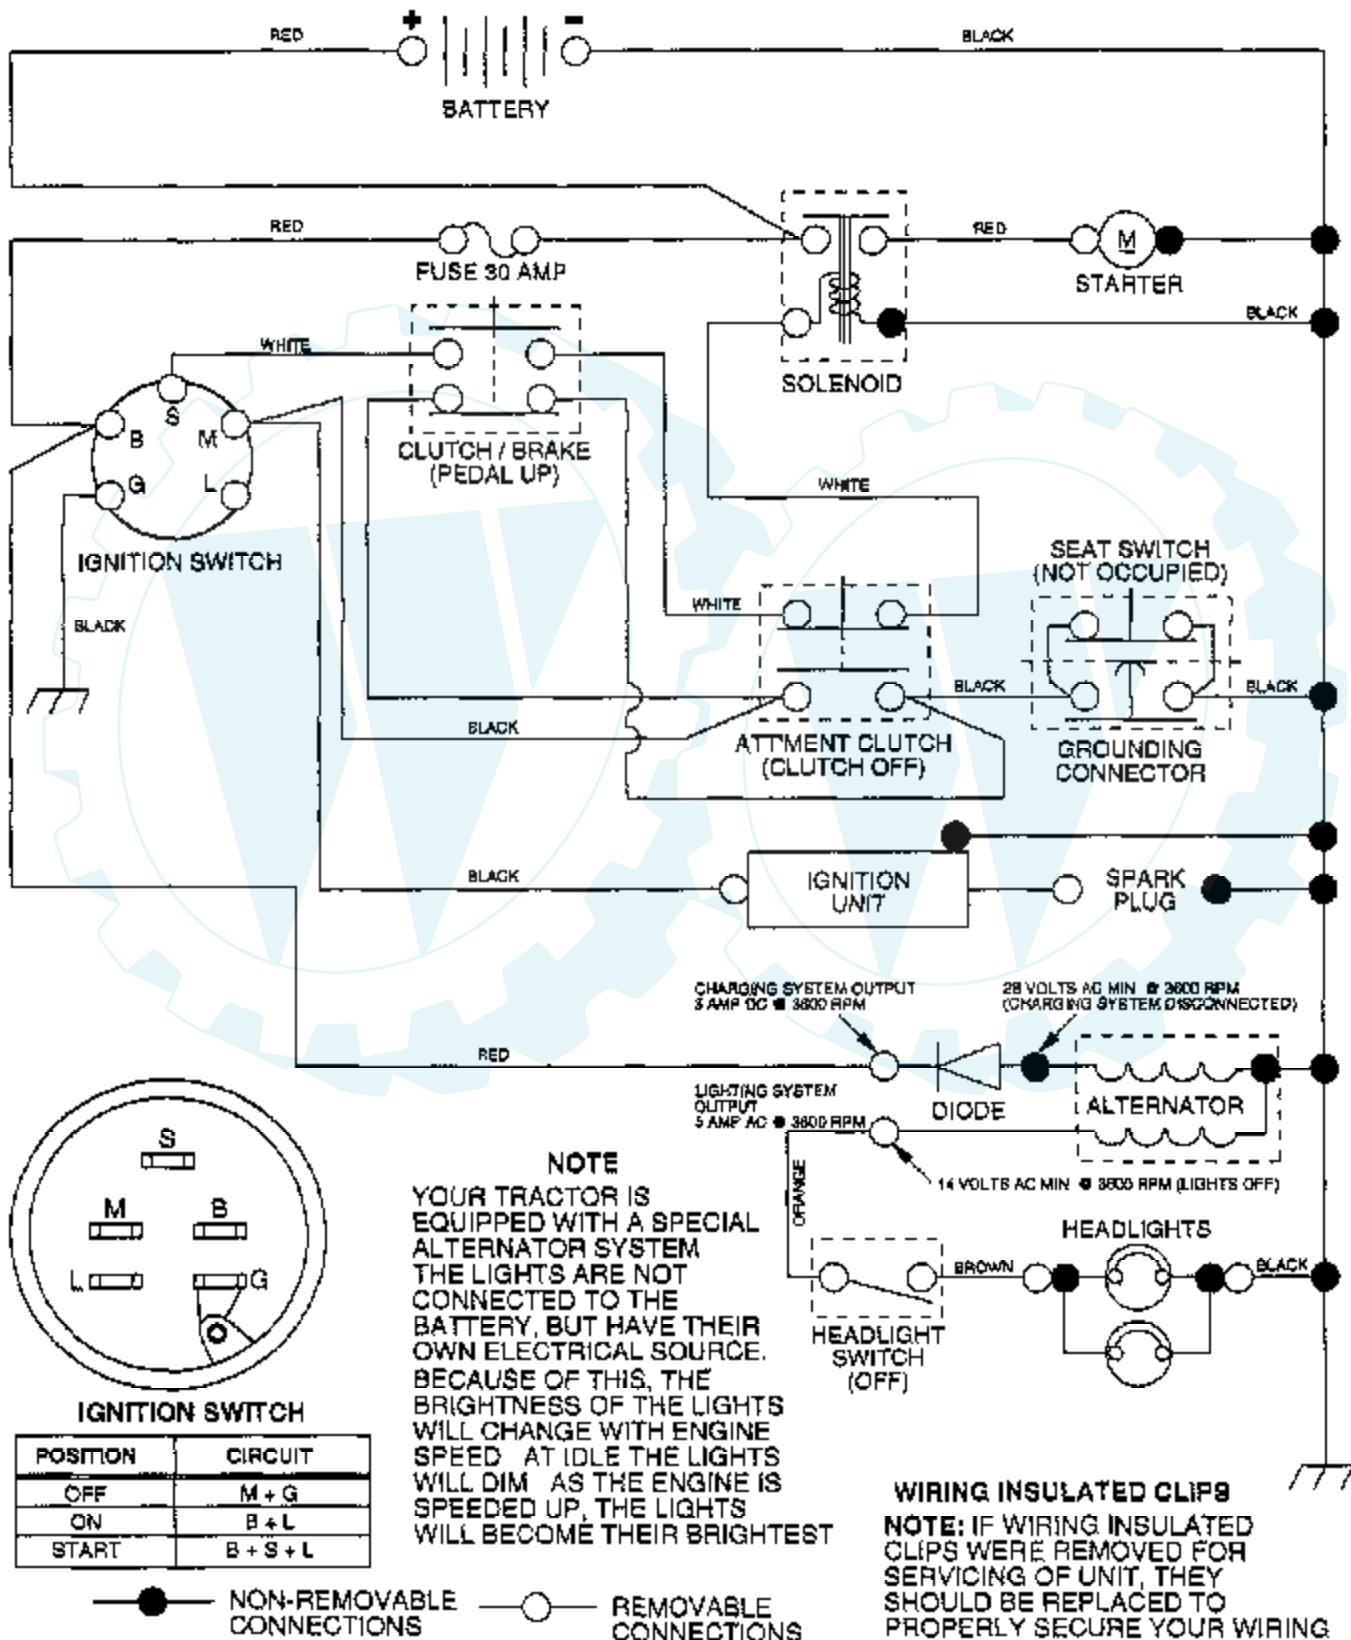 +
-
RED
BLACK
BATTERY
RED
FUSE 30 AMP
RED
M
STARTER
BLACK
SOLENOID
WHITE
S
B
M
G
L
IGNITION SWITCH
CLUTCH / BRAKE
(PEDAL UP)
WHITE
BLACK
WHITE
SEAT SWITCH
(NOT OCCUPIED)
BLACK
BLACK
BLACK
ATT'MENT CLUTCH
(CLUTCH OFF)
GROUNDING
CONNECTOR
BLACK
IGNITION
UNIT
SPARK
PLUG
CHARGING SYSTEM OUTPUT
3 AMP DC @ 3600 RPM
28 VOLTS AC MIN @ 3600 RPM
(CHARGING SYSTEM DISCONNECTED)
RED
DIODE
ALTERNATOR
LIGHTING SYSTEM
OUTPUT
5 AMP AC @ 3600 RPM
14 VOLTS AC MIN @ 3600 RPM (LIGHTS OFF)
ORANGE
HEADLIGHTS
BROWN
BLACK
HEADLIGHT
SWITCH
(OFF)
S
M
B
L
G
IGNITION SWITCH
POSITION CIRCUIT
OFF M + G
ON B + L
START B + S + L
NOTE
YOUR TRACTOR IS
EQUIPPED WITH A SPECIAL
ALTERNATOR SYSTEM
THE LIGHTS ARE NOT
CONNECTED TO THE
BATTERY, BUT HAVE THEIR
OWN ELECTRICAL SOURCE.
BECAUSE OF THIS, THE
BRIGHTNESS OF THE LIGHTS
WILL CHANGE WITH ENGINE
SPEED AT IDLE THE LIGHTS
WILL DIM AS THE ENGINE IS
SPEEDED UP, THE LIGHTS
WILL BECOME THEIR BRIGHTEST
WIRING INSULATED CLIPS
NOTE: IF WIRING INSULATED
CLIPS WERE REMOVED FOR
SERVICING OF UNIT, THEY
SHOULD BE REPLACED TO
PROPERLY SECURE YOUR WIRING
NON-REMOVABLE
CONNECTIONS
REMOVABLE
CONNECTIONS